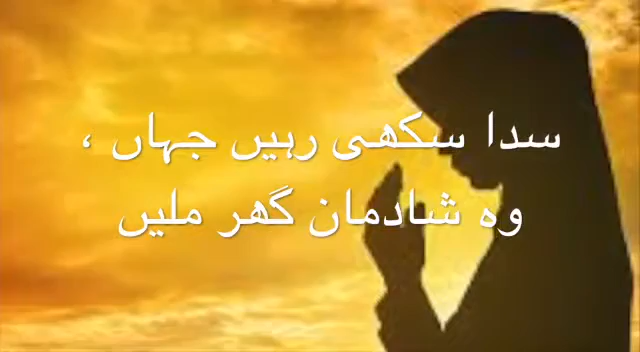 سدا سکھی رہیں جہاں ،
وہ شادمان گھر ملیں